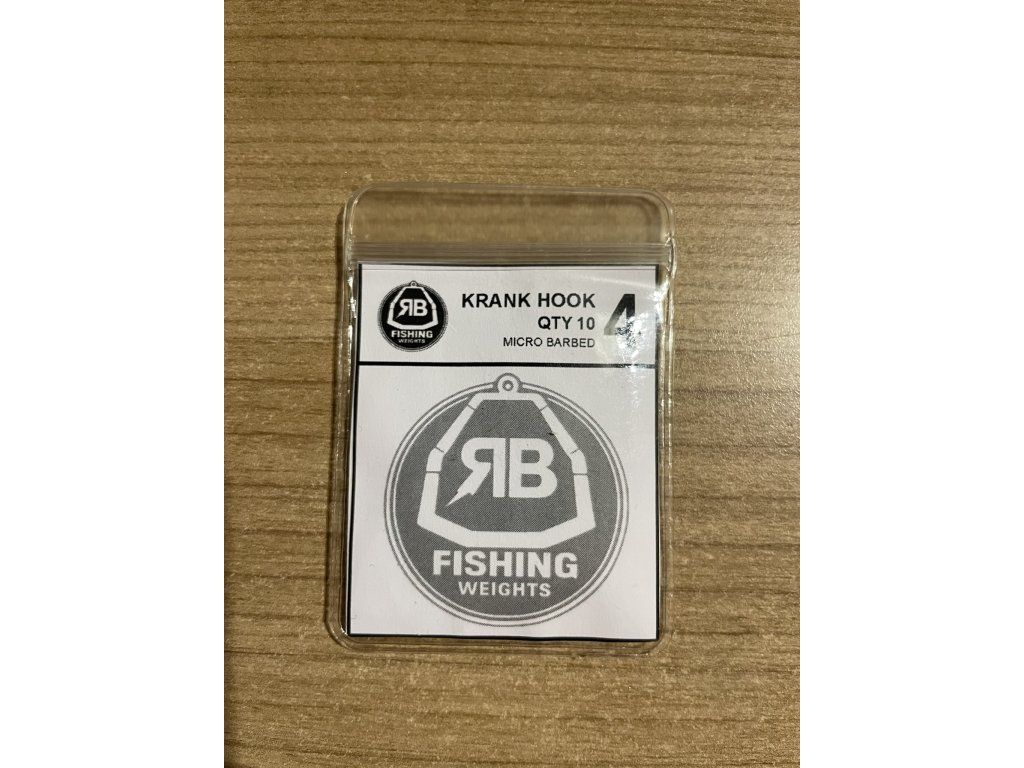 RB
FISHING
WEIGHTS
KRANK HOOK
QTY 10
MICRO BARBED
4
RB
FISHING
WEIGHTS